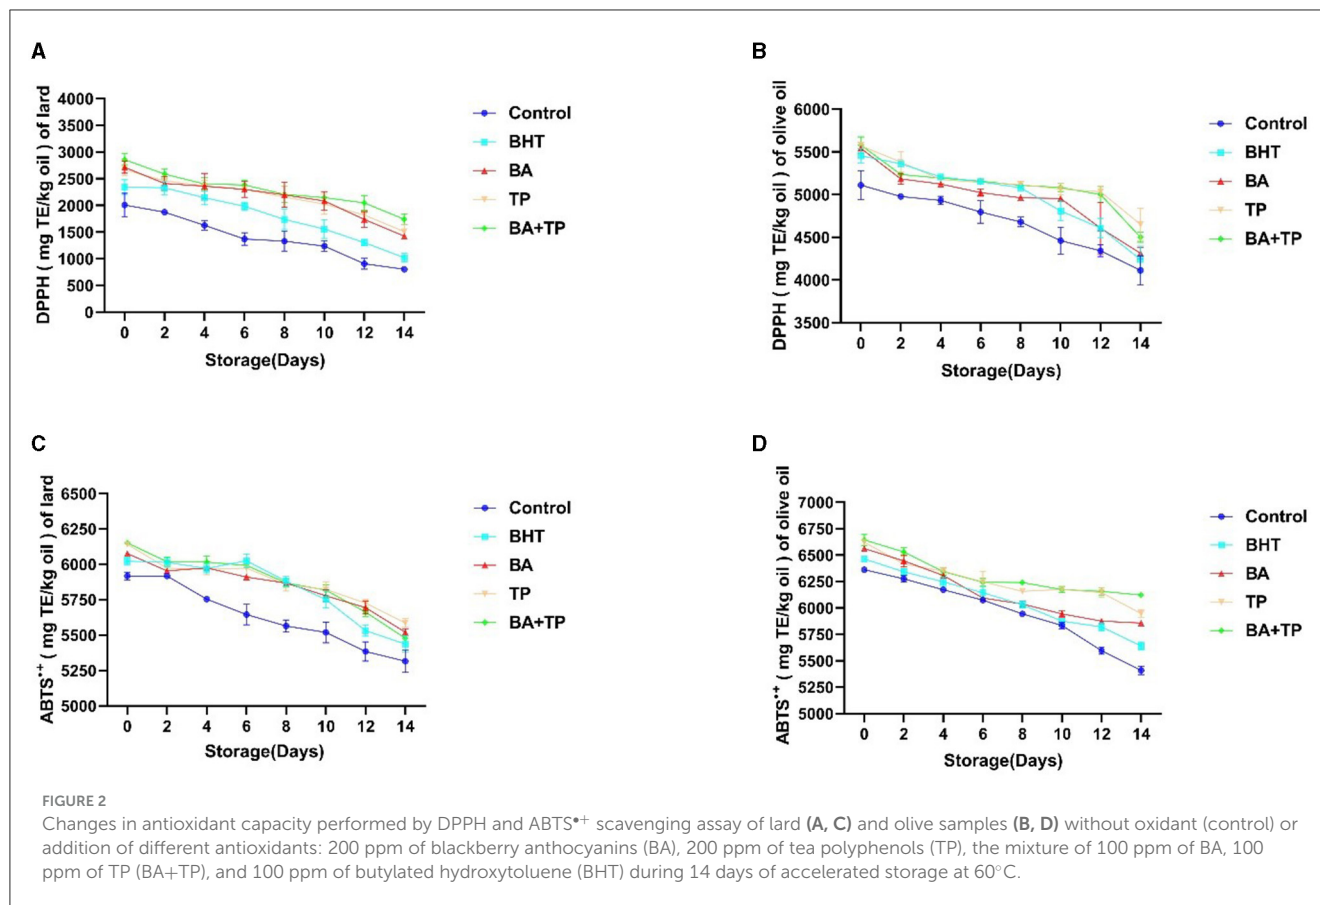 A
DPPH ( mg TE/kg oil ) of lard
4000
3500
3000
2500
2000
1500
1000
500
0
0 2 4 6 8 10 12 14
Storage(Days)
Control
BHT
BA
TP
BA+TP
B
DPPH ( mg TE/kg oil ) of olive oil
6000
5500
5000
4500
4000
3500
0 2 4 6 8 10 12 14
Storage(Days)
Control
BHT
BA
TP
BA+TP
C
ABTS•+ ( mg TE/kg oil ) of lard
6500
6250
6000
5750
5500
5250
5000
0 2 4 6 8 10 12 14
Storage(Days)
Control
BHT
BA
TP
BA+TP
D
ABTS•+ ( mg TE/kg oil ) of olive oil
7000
6750
6500
6250
6000
5750
5500
5250
5000
0 2 4 6 8 10 12 14
Storage(Days)
Control
BHT
BA
TP
BA+TP
FIGURE 2
Changes in antioxidant capacity performed by DPPH and ABTS•+ scavenging assay of lard (A, C) and olive samples (B, D) without oxidant (control) or
addition of different antioxidants: 200 ppm of blackberry anthocyanins (BA), 200 ppm of tea polyphenols (TP), the mixture of 100 ppm of BA, 100
ppm of TP (BA+TP), and 100 ppm of butylated hydroxytoluene (BHT) during 14 days of accelerated storage at 60°C.